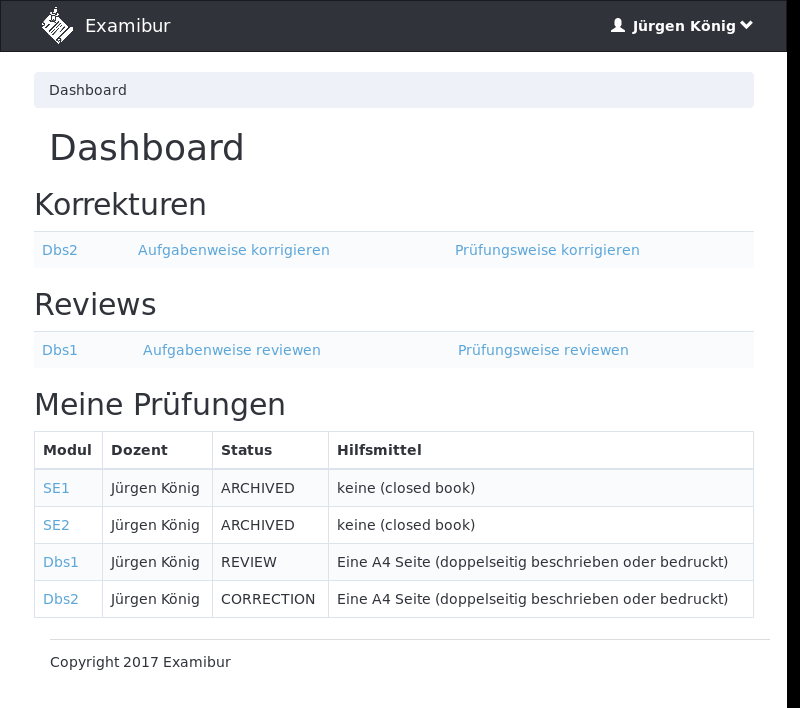 Examibur
Jürgen König
Dashboard
Dashboard
Korrekturen
Dbs2 Aufgabenweise korrigieren Prüfungsweise korrigieren
Reviews
Dbs1 Aufgabenweise reviewen Prüfungsweise reviewen
Meine Prüfungen
Modul Dozent Status Hilfsmittel
SE1 Jürgen König ARCHIVED keine (closed book)
SE2 Jürgen König ARCHIVED keine (closed book)
Dbs1 Jürgen König REVIEW Eine A4 Seite (doppelseitig beschrieben oder bedruckt)
Dbs2 Jürgen König CORRECTION Eine A4 Seite (doppelseitig beschrieben oder bedruckt)
Copyright 2017 Examibur